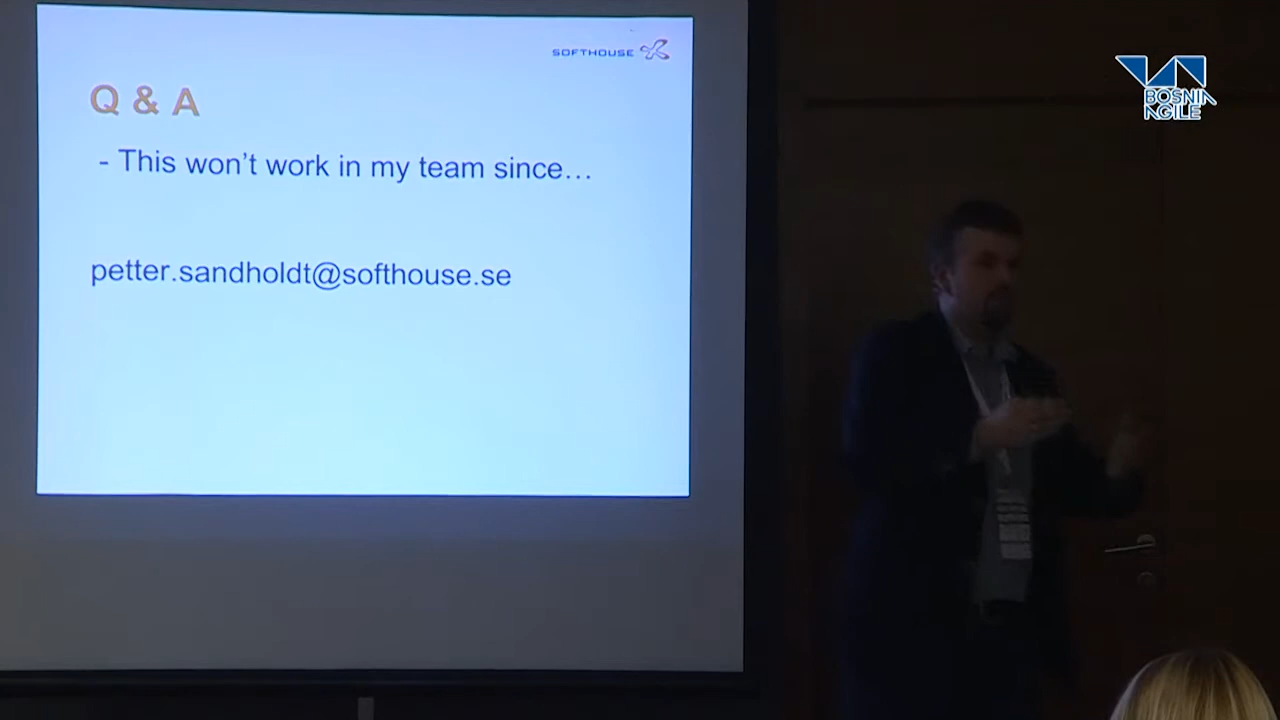 SOFTHOUSE
Q & A
- This won't work in my team since...
petter.sandholdt@softhouse.se
BOSNIA
AGILE